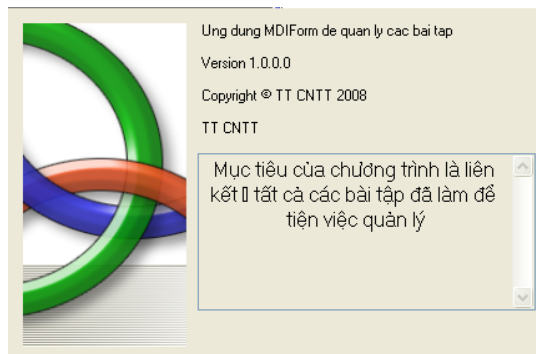 Ung dung MDIForm de quan ly cac bai tap
Version 1.0.0.0
Copyright © TT CNTT 2008
TT CNTT
Mục tiêu của chương trình là liên
kết tất cả các bài tập đã làm để
tiện việc quản lý